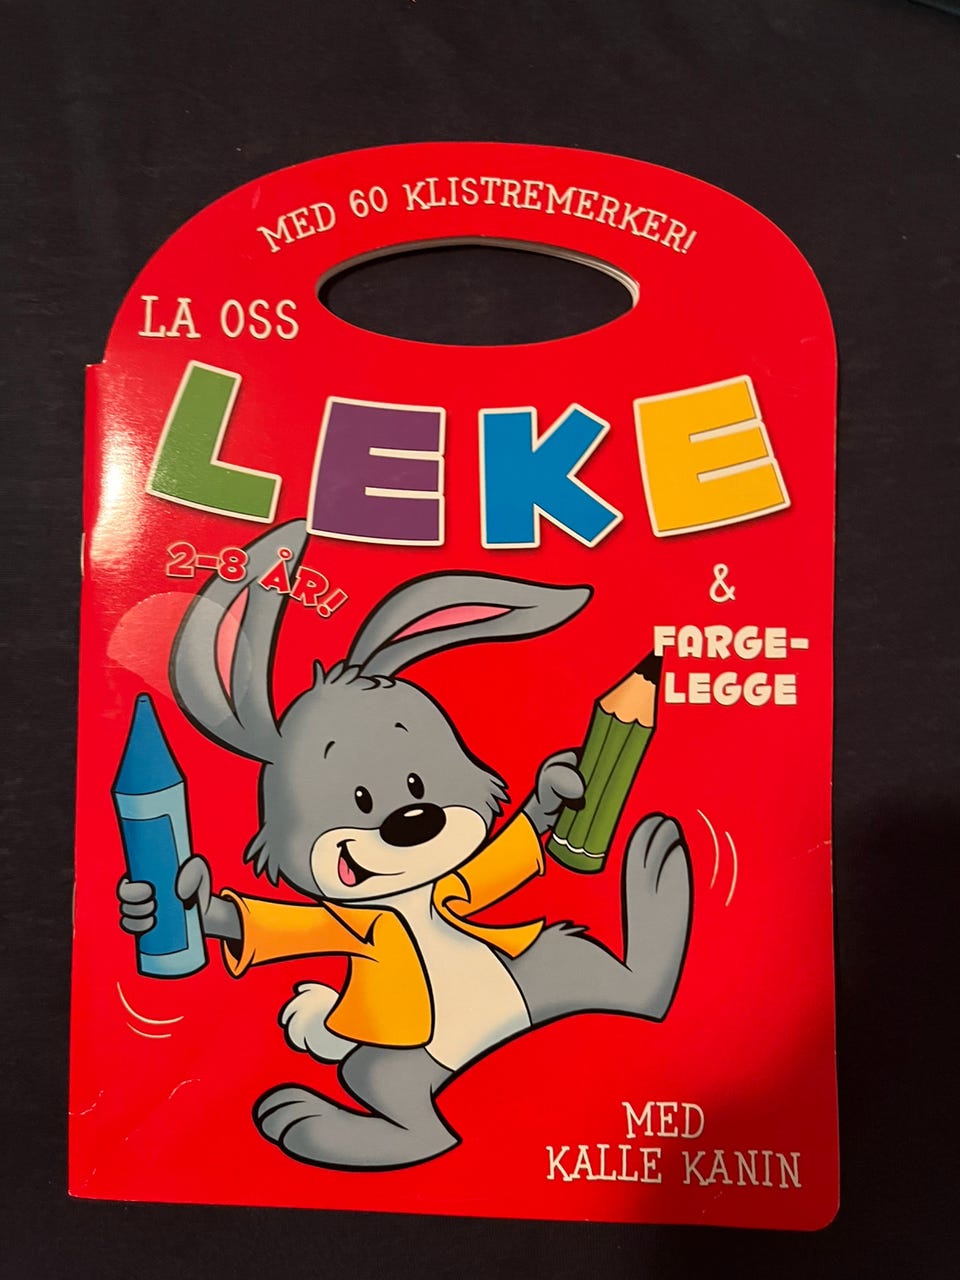 MED 60 KLISTREMERKER!
LA OSS
LEKE
2-8 ÅR!
&
FARGE-
LEGGE
MED
KALLE KANIN